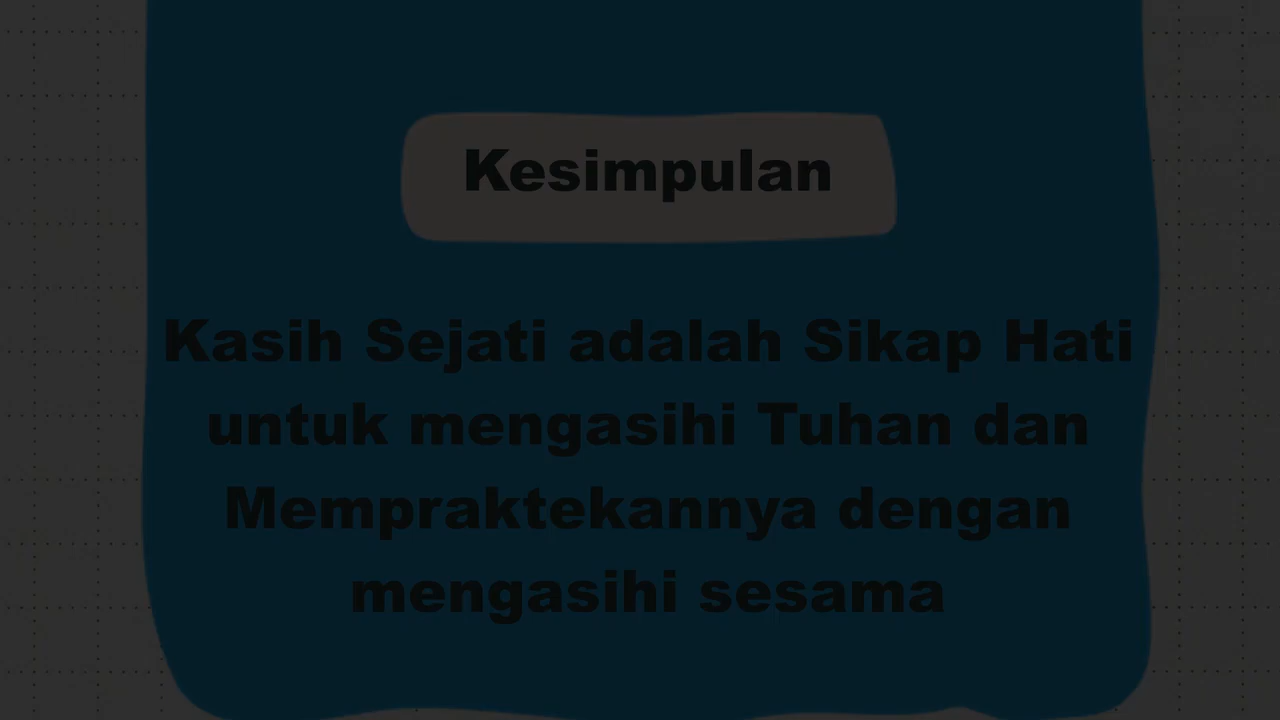 Kesimpulan
Kasih Sejati adalah Sikap Hati
untuk mengasihi Tuhan dan
Mempraktekannya dengan
mengasihi sesama